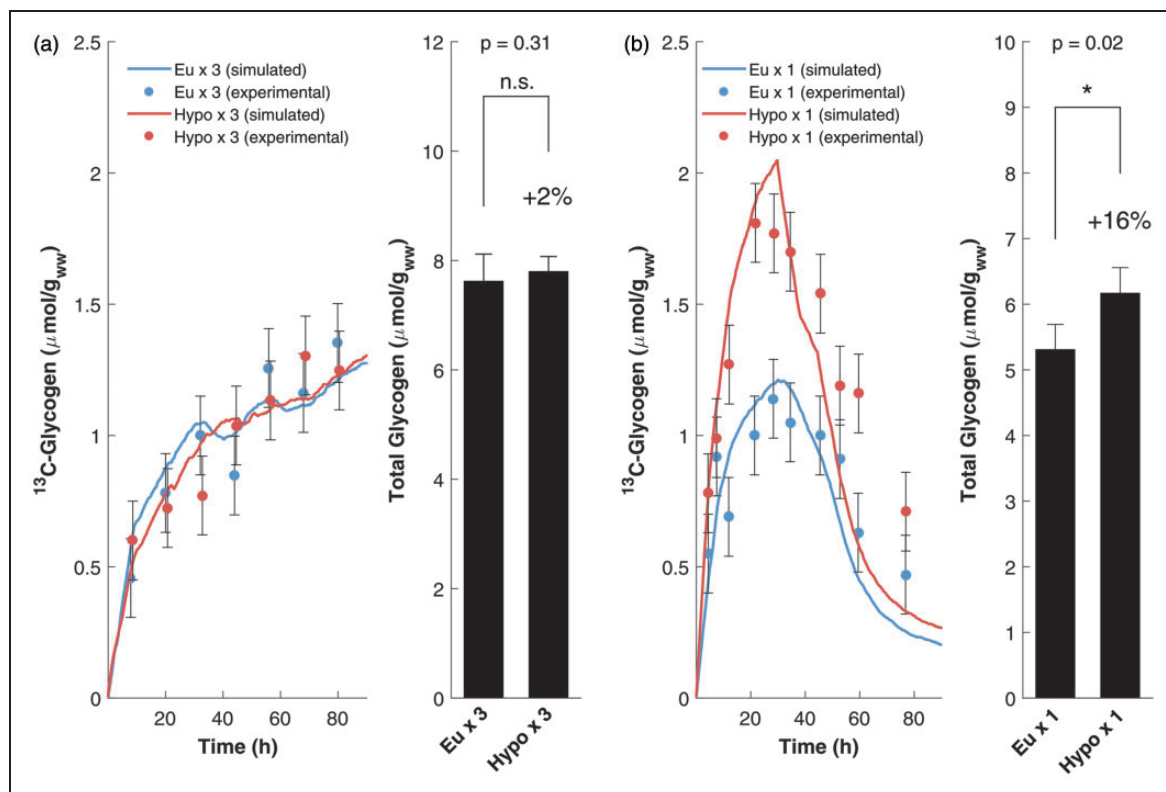 (a)
2.5
2
1.5
1
0.5
0
¹³C-Glycogen (μmol/gww)
Eu x 3 (simulated)
Eu x 3 (experimental)
Hypo x 3 (simulated)
Hypo x 3 (experimental)
20 40 60 80
Time (h)
12
10
8
6
4
2
0
Total Glycogen (μmol/gww)
p = 0.31
n.s.
+2%
Eu x 3
Hypo x 3
(b)
2.5
2
1.5
1
0.5
0
¹³C-Glycogen (μmol/gww)
Eu x 1 (simulated)
Eu x 1 (experimental)
Hypo x 1 (simulated)
Hypo x 1 (experimental)
20 40 60 80
Time (h)
10
9
8
7
6
5
4
3
2
1
0
Total Glycogen (μmol/gww)
p = 0.02
*
+16%
Eu x 1
Hypo x 1